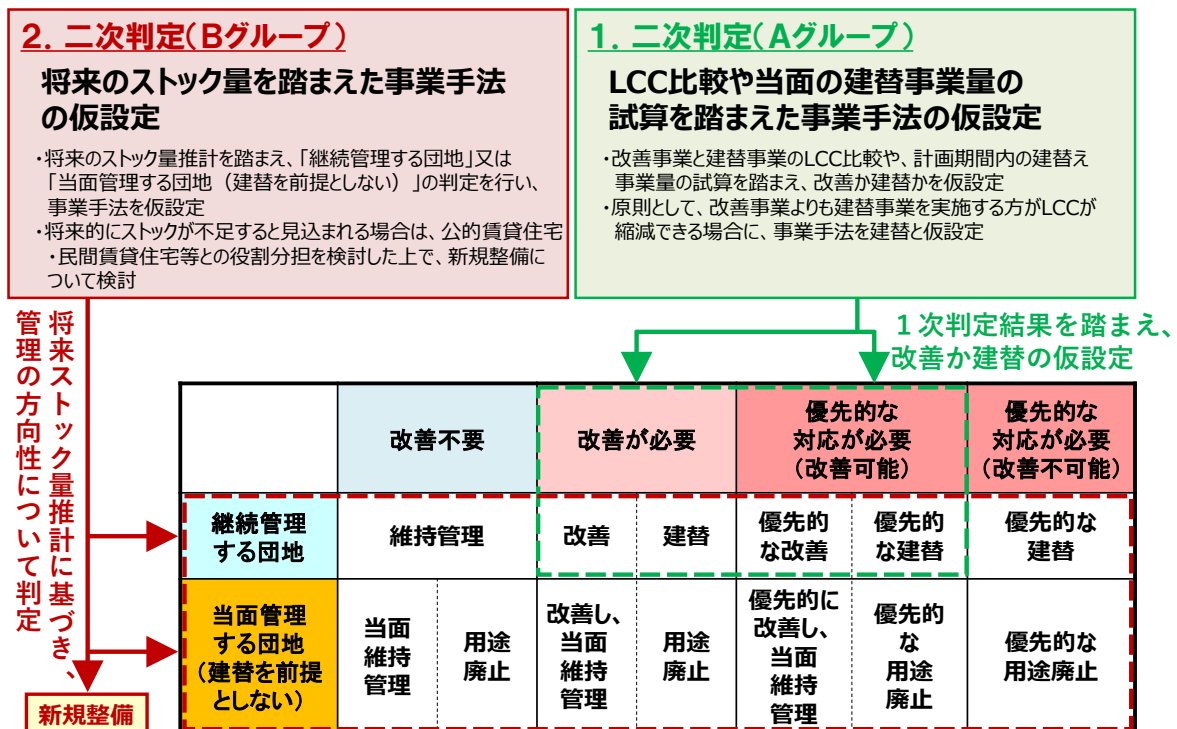 2．二次判定（Bグループ）
将来のストック量を踏まえた事業手法
の仮設定
・将来のストック量推計を踏まえ、「継続管理する団地」又は
「当面管理する団地（建替を前提としない）」の判定を行い、
事業手法を仮設定
・将来的にストックが不足すると見込まれる場合は、公的賃貸住宅
・民間賃貸住宅等との役割分担を検討した上で、新規整備に
ついて検討
1．二次判定（Aグループ）
LCC比較や当面の建替事業量の
試算を踏まえた事業手法の仮設定
・改善事業と建替事業のLCC比較や、計画期間内の建替え
事業量の試算を踏まえ、改善か建替かを仮設定
・原則として、改善事業よりも建替事業を実施する方がLCCが
縮減できる場合に、事業手法を建替と仮設定
１次判定結果を踏まえ、
改善か建替の仮設定
将来ストック量推計に基づき、
管理の方向性について判定
新規整備
改善不要
改善が必要
優先的な
対応が必要
（改善可能）
優先的な
対応が必要
（改善不可能）
継続管理
する団地
維持管理
改善
建替
優先的
な改善
優先的
な建替
優先的な
建替
当面管理
する団地
（建替を前提
としない）
当面
維持
管理
用途
廃止
改善し、
当面
維持
管理
用途
廃止
優先的に
改善し、
当面
維持
管理
優先的
な
用途
廃止
優先的な
用途廃止